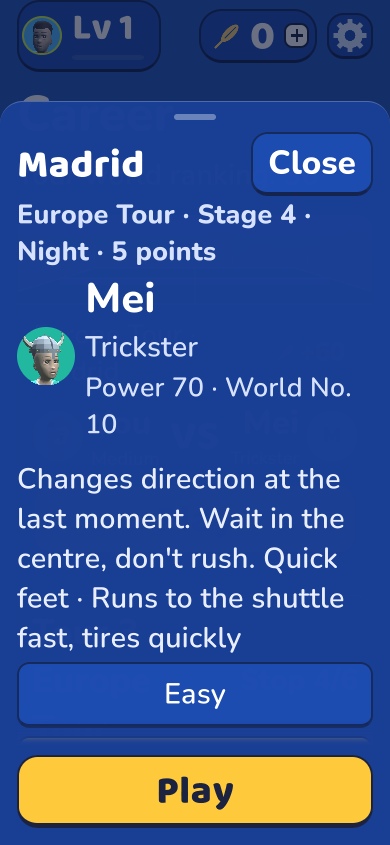 Lv 1
0
Career
Madrid
Close
Europe Tour · Stage 4 ·
Night · 5 points
Mei
Trickster
Power 70 · World No.
10
Changes direction at the
last moment. Wait in the
centre, don't rush. Quick
feet · Runs to the shuttle
fast, tires quickly
Easy
Play